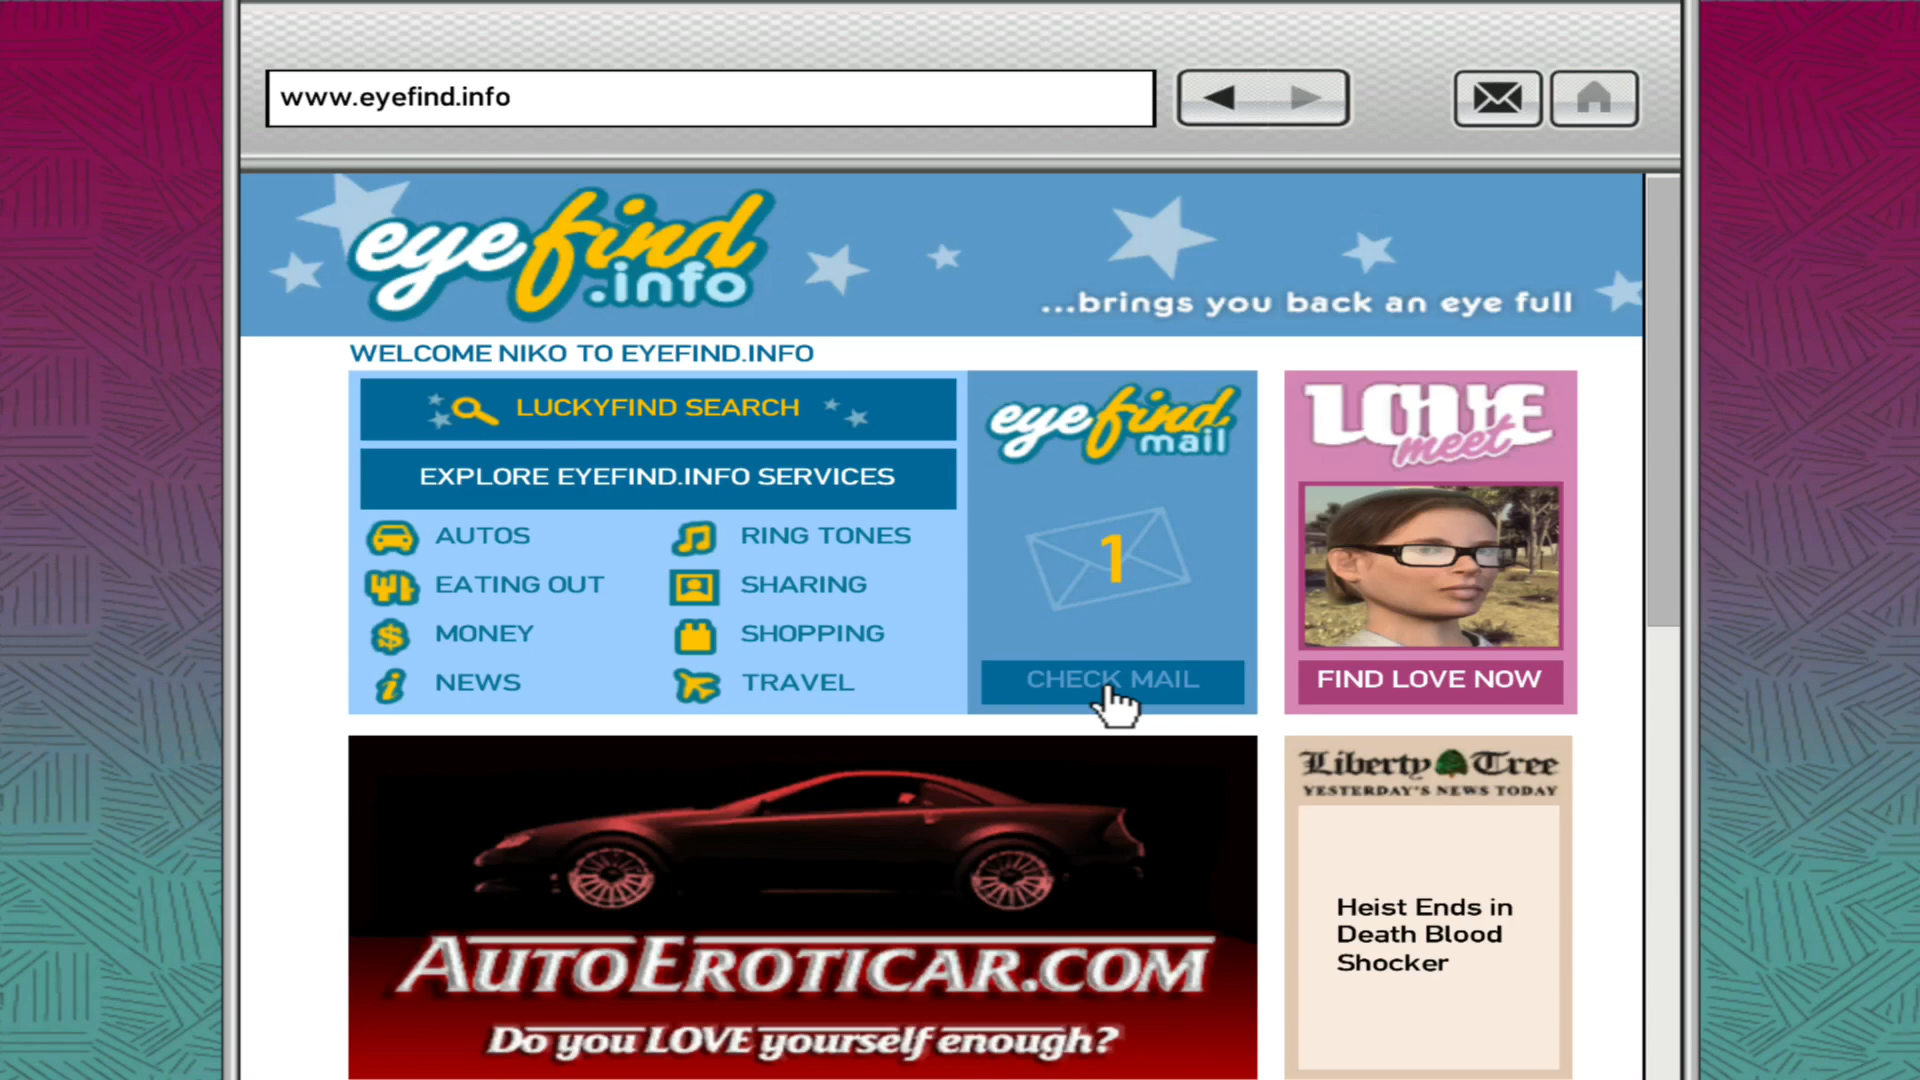 www.eyefind.info
eyefind
.info
...brings you back an eye full
WELCOME NIKO TO EYEFIND.INFO
LUCKYFIND SEARCH
EXPLORE EYEFIND.INFO SERVICES
AUTOS
RING TONES
EATING OUT
SHARING
MONEY
SHOPPING
NEWS
TRAVEL
eyefind
mail
1
CHECK MAIL
LOVE
meet
FIND LOVE NOW
AUTOEROTICAR.COM
Do you LOVE yourself enough?
Liberty Tree
YESTERDAY'S NEWS TODAY
Heist Ends in
Death Blood
Shocker